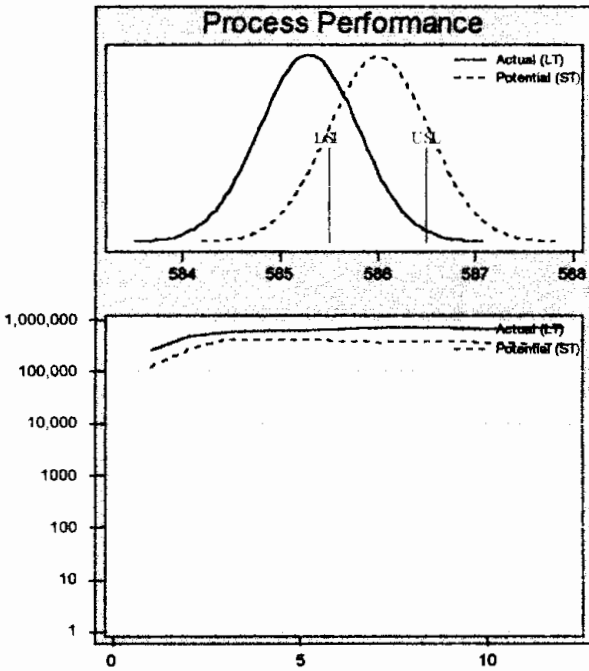 Process Performance
Actual (LT)
Potential (ST)
LSL
USL
584 585 586 587 588
1,000,000
Actual (LT)
Potential (ST)
100,000
10,000
1000
100
10
1
0 5 10